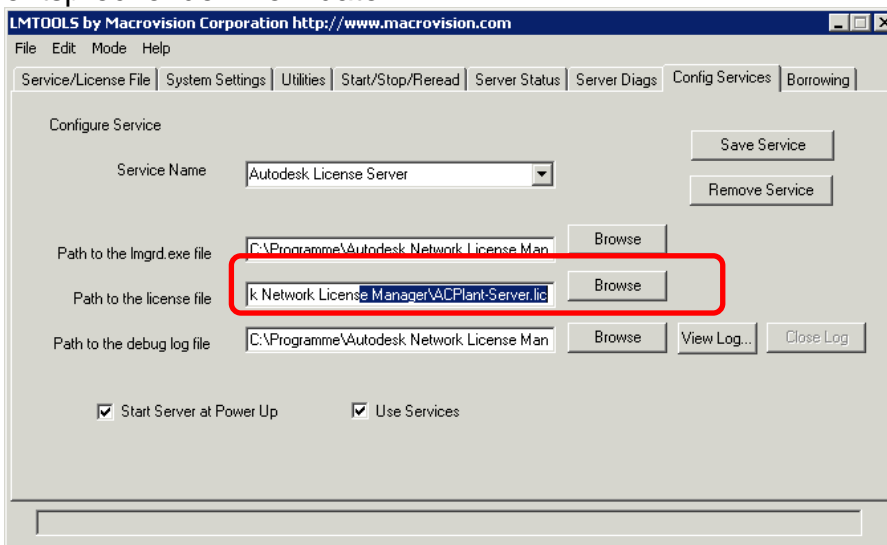 LMTOOLS by Macrovision Corporation http://www.macrovision.com
File Edit Mode Help
Service/License File System Settings Utilities Start/Stop/Reread Server Status Server Diags Config Services Borrowing
Configure Service
Save Service
Service Name Autodesk License Server
Remove Service
Path to the lmgrd.exe file C:\Programme\Autodesk Network License Man Browse
Path to the license file k Network License Manager\ACPlant-Server.lic Browse
Path to the debug log file C:\Programme\Autodesk Network License Man Browse View Log... Close Log
Start Server at Power Up Use Services